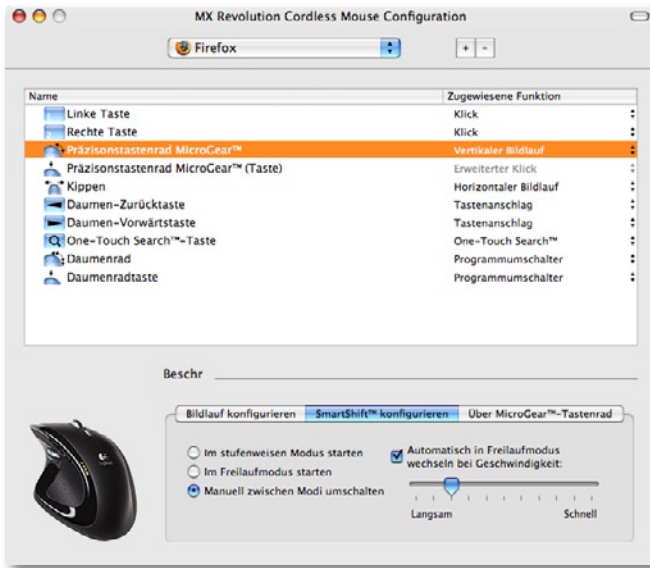 MX Revolution Cordless Mouse Configuration
Firefox
+ -
Name Zugewiesene Funktion
Linke Taste Klick
Rechte Taste Klick
Präzisonstastenrad MicroGear™ Vertikaler Bildlauf
Präzisonstastenrad MicroGear™ (Taste) Erweiterter Klick
Kippen Horizontaler Bildlauf
Daumen-Zurücktaste Tastenanschlag
Daumen-Vorwärtstaste Tastenanschlag
One-Touch Search™-Taste One-Touch Search™
Daumenrad Programmumschalter
Daumenradtaste Programmumschalter
Beschr
Bildlauf konfigurieren SmartShift™ konfigurieren Über MicroGear™-Tastenrad
Im stufenweisen Modus starten
Im Freilaufmodus starten
Manuell zwischen Modi umschalten
Automatisch in Freilaufmodus
wechseln bei Geschwindigkeit:
Langsam Schnell